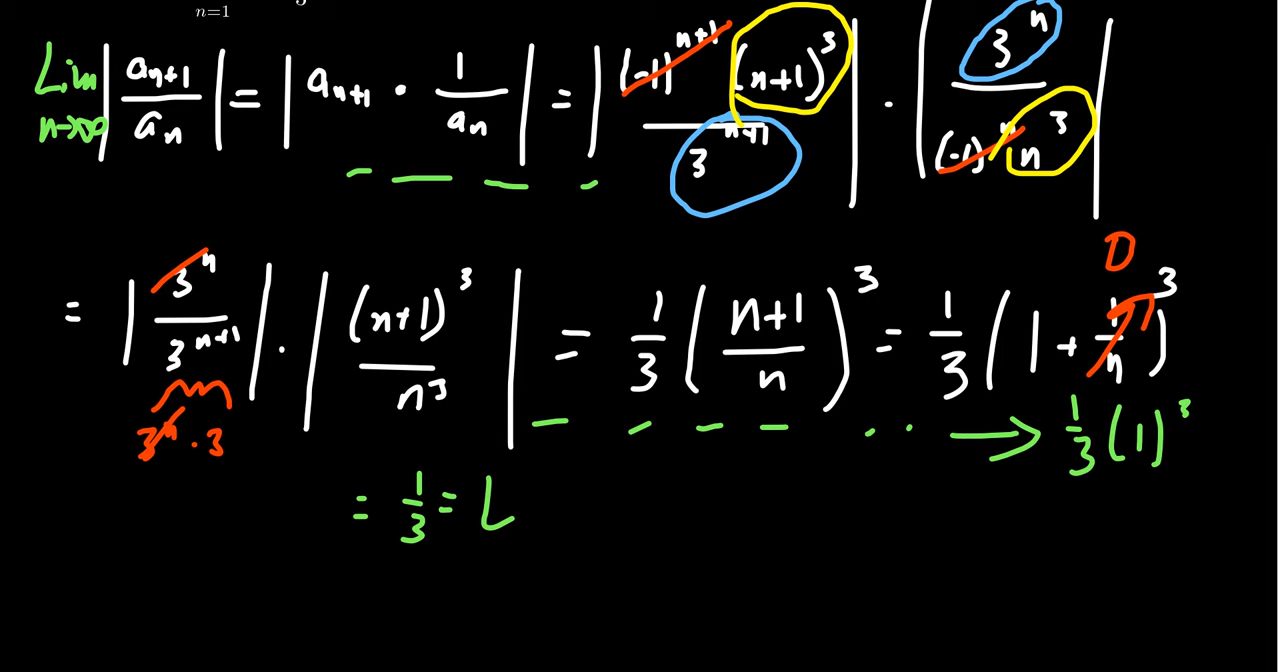 n=1 3
Lim n→∞ | a_{n+1} / a_n | = | a_{n+1} · 1 / a_n | = | (-1)^{n+1} (n+1)^3 / 3^{n+1} | · | 3^n / (-1)^n n^3 |
D
= | 3^n / 3^{n+1} | · | (n+1)^3 / n^3 | = 1/3 ( n+1 / n )^3 = 1/3 ( 1 + 1/n )^3
3^n · 3 → 1/3 (1)^3
= 1/3 = L